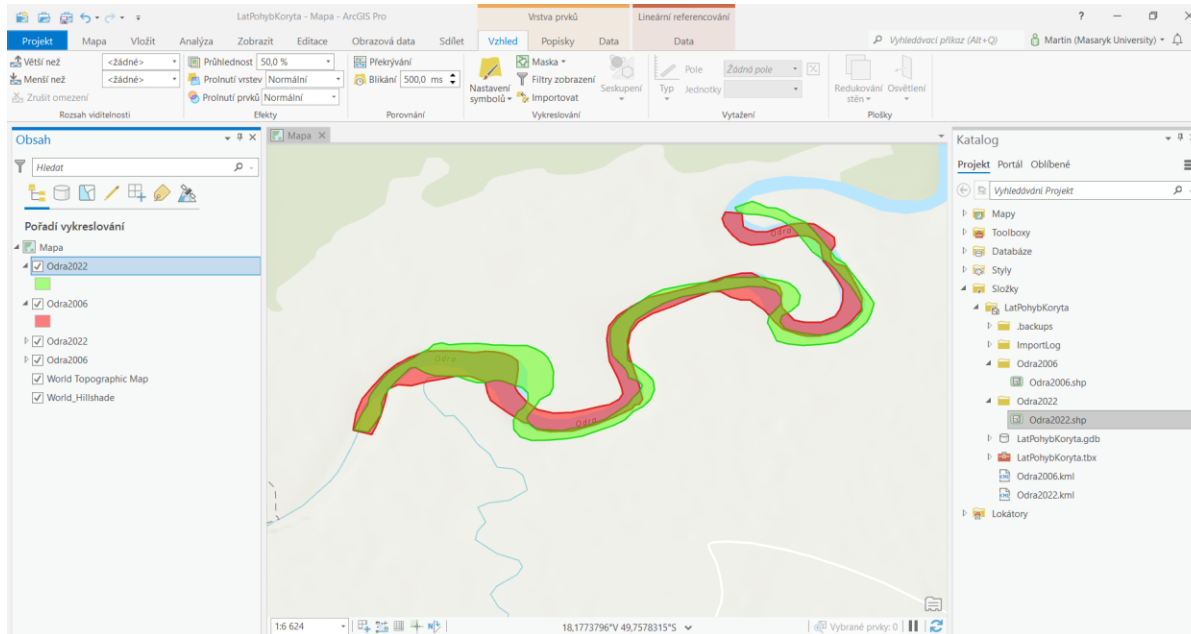 LatPohybKoryta - Mapa - ArcGIS Pro
Vrstva prvků
Lineární referencování
?
Projekt Mapa Vložit Analýza Zobrazit Editace Obrazová data Sdílet Vzhled Popisky Data Data
Vyhledávací příkaz (Alt+Q)
Martin (Masaryk University)
Větší než <žádné>
Menší než <žádné>
Zrušit omezení
Rozsah viditelnosti
Průhlednost 50,0 %
Prolnutí vrstev Normální
Prolnutí prvků Normální
Efekty
Překrývání
Blikání 500,0 ms
Porovnání
Nastavení symbolů
Maska
Filtry zobrazení
Importovat
Seskupení
Vykreslování
Typ
Pole Žádná pole
Jednotky
Vytažení
Redukování stěn
Osvětlení
Plošky
Obsah
Hledat
Pořadí vykreslování
Mapa
Odra2022
Odra2006
Odra2022
Odra2006
World Topographic Map
World_Hillshade
Mapa
Odra
Odra
Odra
1:6 624
18,1773796°V 49,7578315°S
Vybrané prvky: 0
Katalog
Projekt Portál Oblíbené
Vyhledávání Projekt
Mapy
Toolboxy
Databáze
Styly
Složky
LatPohybKoryta
.backups
ImportLog
Odra2006
Odra2006.shp
Odra2022
Odra2022.shp
LatPohybKoryta.gdb
LatPohybKoryta.tbx
Odra2006.kml
Odra2022.kml
Lokátory